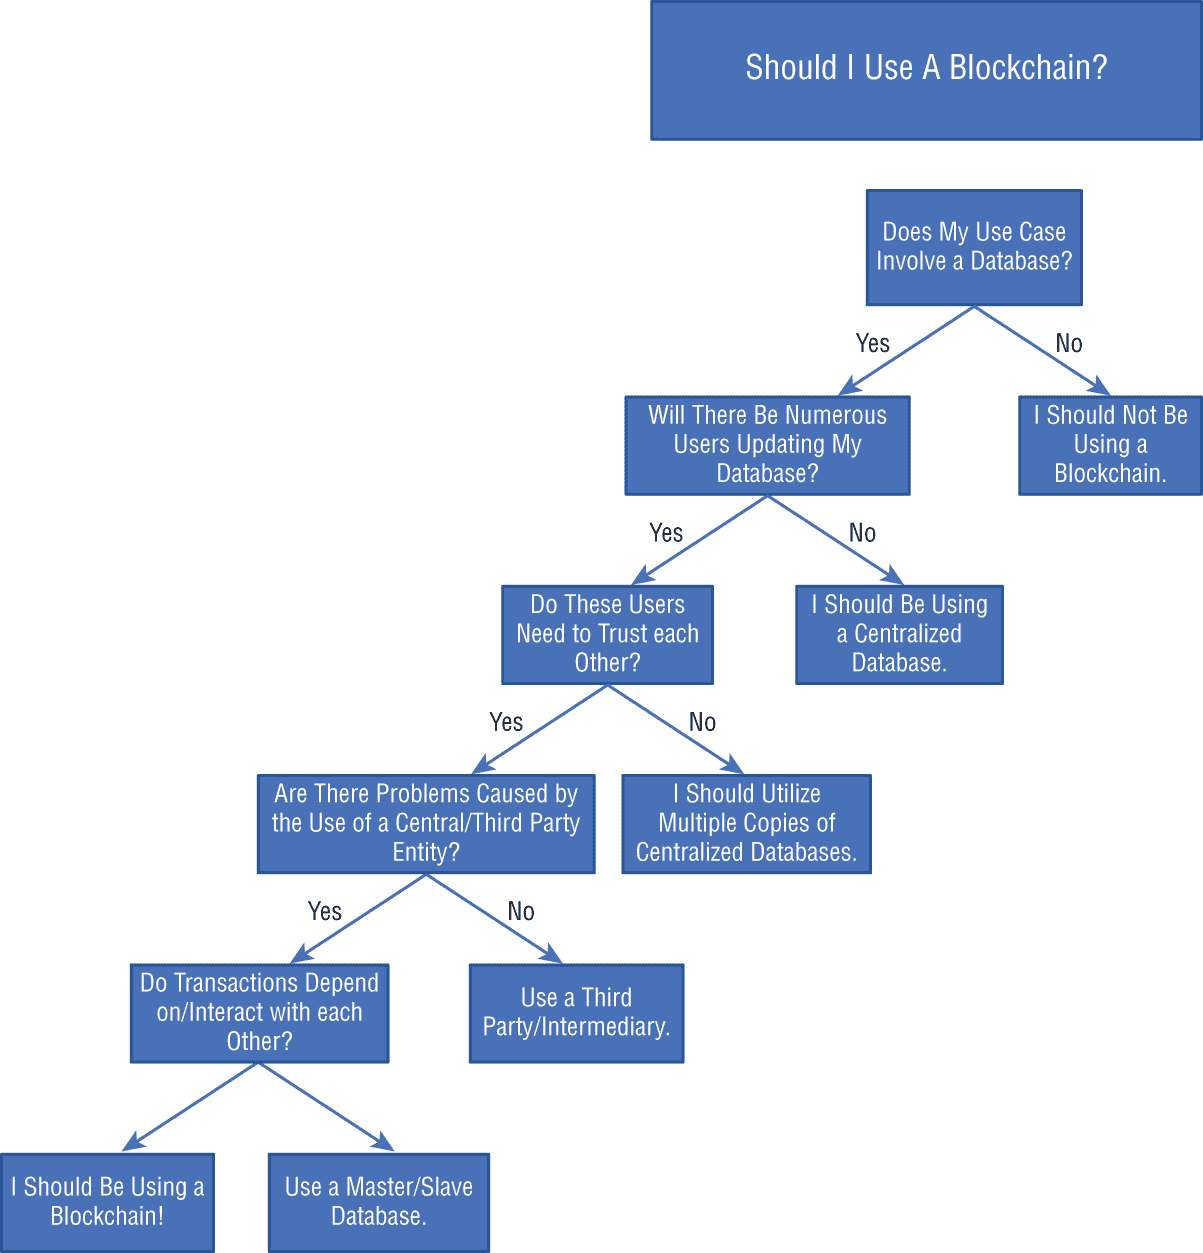 Should I Use A Blockchain?
Does My Use Case
Involve a Database?
Yes
No
Will There Be Numerous
Users Updating My
Database?
I Should Not Be
Using a
Blockchain.
Yes
No
Do These Users
Need to Trust each
Other?
I Should Be Using
a Centralized
Database.
Yes
No
Are There Problems Caused by
the Use of a Central/Third Party
Entity?
I Should Utilize
Multiple Copies of
Centralized Databases.
Yes
No
Do Transactions Depend
on/Interact with each
Other?
Use a Third
Party/Intermediary.
I Should Be Using a
Blockchain!
Use a Master/Slave
Database.